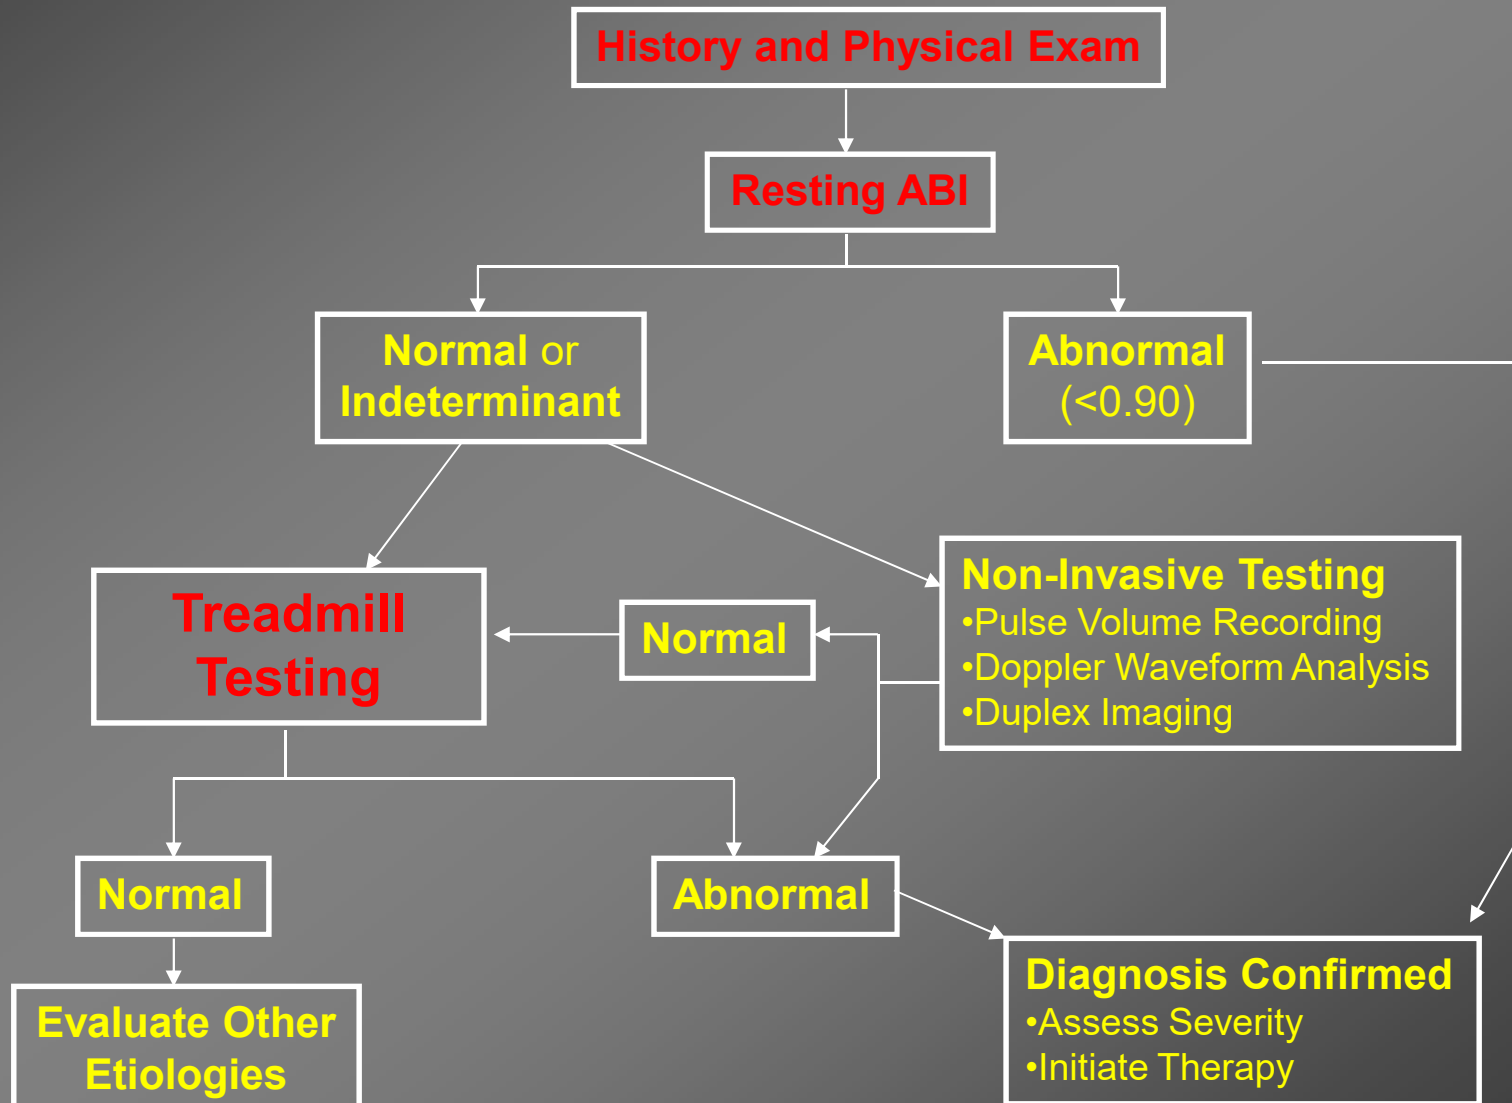 History and Physical Exam
Resting ABI
Normal or
Indeterminant
Abnormal
(<0.90)
Treadmill
Testing
Normal
Non-Invasive Testing
•Pulse Volume Recording
•Doppler Waveform Analysis
•Duplex Imaging
Normal
Abnormal
Evaluate Other
Etiologies
Diagnosis Confirmed
•Assess Severity
•Initiate Therapy